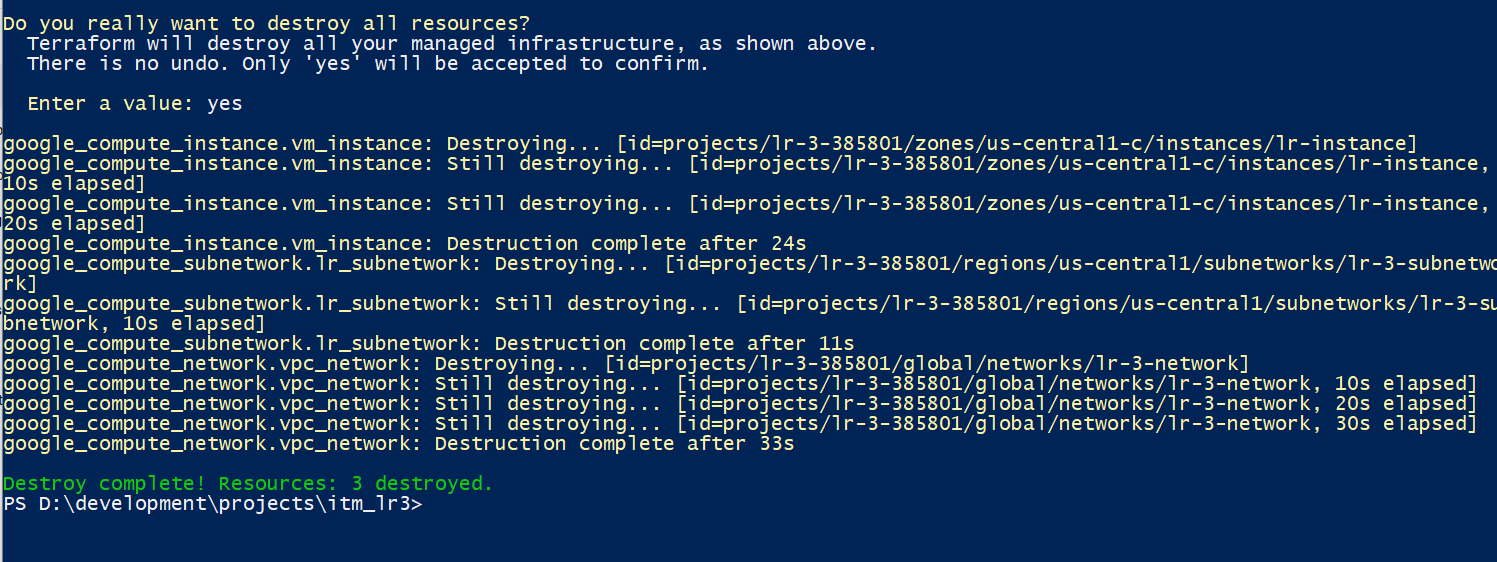 Do you really want to destroy all resources?
  Terraform will destroy all your managed infrastructure, as shown above.
  There is no undo. Only 'yes' will be accepted to confirm.
  Enter a value: yes
google_compute_instance.vm_instance: Destroying... [id=projects/lr-3-385801/zones/us-central1-c/instances/lr-instance]
google_compute_instance.vm_instance: Still destroying... [id=projects/lr-3-385801/zones/us-central1-c/instances/lr-instance,
10s elapsed]
google_compute_instance.vm_instance: Still destroying... [id=projects/lr-3-385801/zones/us-central1-c/instances/lr-instance,
20s elapsed]
google_compute_instance.vm_instance: Destruction complete after 24s
google_compute_subnetwork.lr_subnetwork: Destroying... [id=projects/lr-3-385801/regions/us-central1/subnetworks/lr-3-subnetwo
rk]
google_compute_subnetwork.lr_subnetwork: Still destroying... [id=projects/lr-3-385801/regions/us-central1/subnetworks/lr-3-su
bnetwork, 10s elapsed]
google_compute_subnetwork.lr_subnetwork: Destruction complete after 11s
google_compute_network.vpc_network: Destroying... [id=projects/lr-3-385801/global/networks/lr-3-network]
google_compute_network.vpc_network: Still destroying... [id=projects/lr-3-385801/global/networks/lr-3-network, 10s elapsed]
google_compute_network.vpc_network: Still destroying... [id=projects/lr-3-385801/global/networks/lr-3-network, 20s elapsed]
google_compute_network.vpc_network: Still destroying... [id=projects/lr-3-385801/global/networks/lr-3-network, 30s elapsed]
google_compute_network.vpc_network: Destruction complete after 33s
Destroy complete! Resources: 3 destroyed.
PS D:\development\projects\itm_lr3>